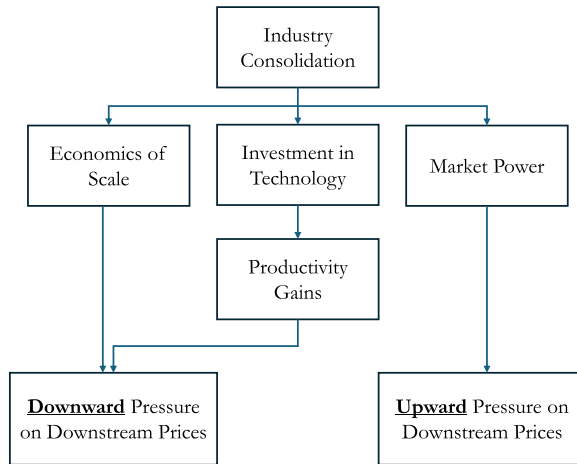 Industry
Consolidation
Economics of
Scale
Investment in
Technology
Market Power
Productivity
Gains
Downward Pressure
on Downstream Prices
Upward Pressure on
Downstream Prices